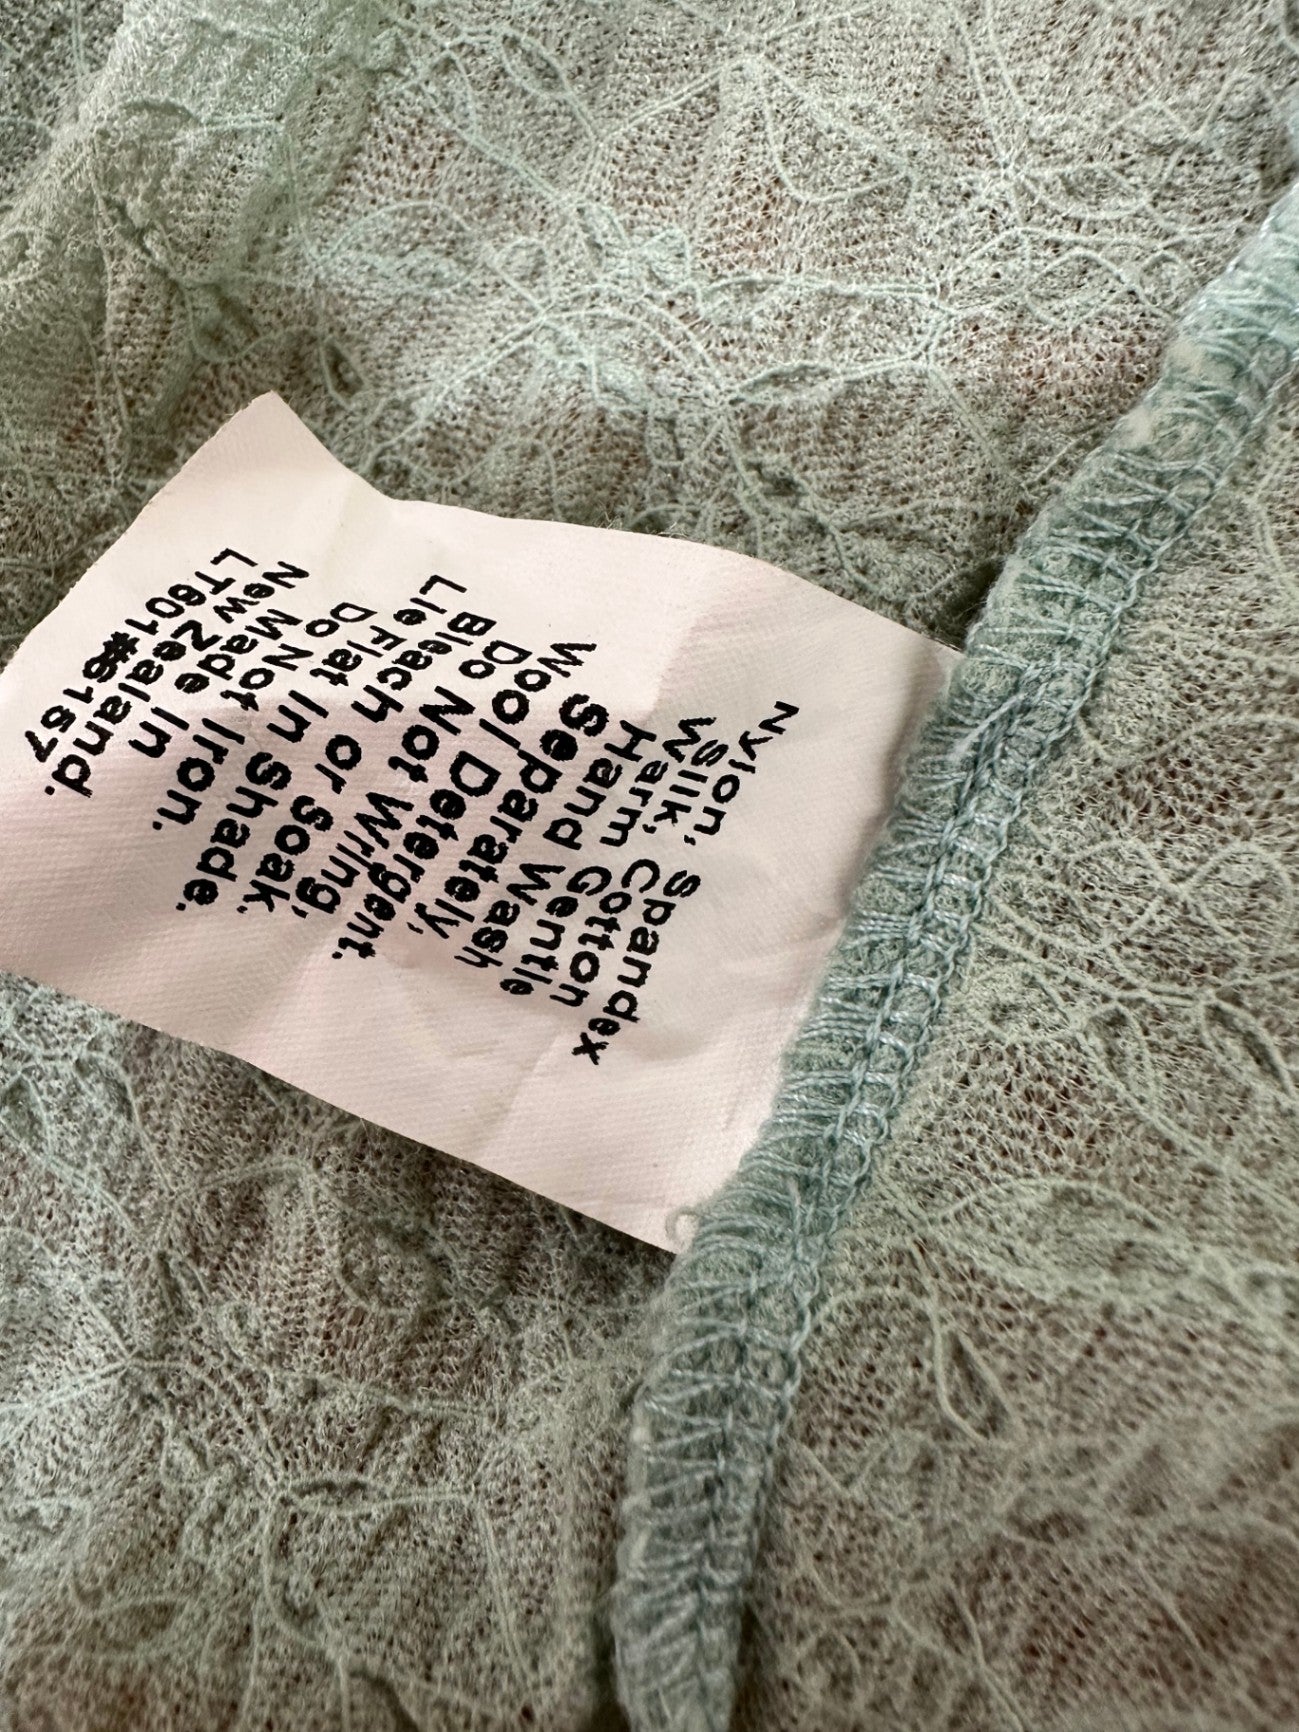 Nylon, Spandex
Silk, Cotton
Warm Gentle
Hand Wash
Separately,
Wool Detergent.
Do Not Wring,
Bleach or soak.
Lie Flat In Shade.
Do Not Iron.
Made In
New Zealand.
LT601#6157